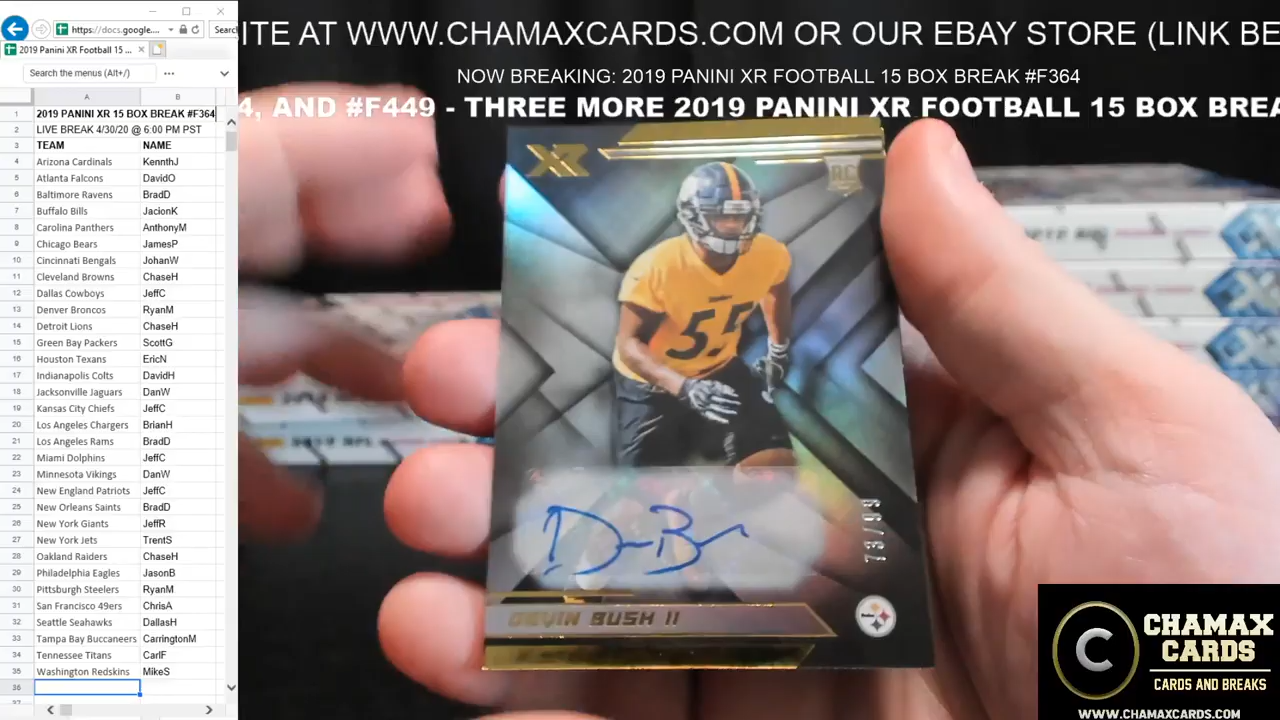 ITE AT WWW.CHAMAXCARDS.COM OR OUR EBAY STORE (LINK BE
NOW BREAKING: 2019 PANINI XR FOOTBALL 15 BOX BREAK #F364
4, AND #F449 - THREE MORE 2019 PANINI XR FOOTBALL 15 BOX BREA
https://docs.google....
Searc
2019 Panini XR Football 15 ...
Search the menus (Alt+/)
A B
1 2019 PANINI XR 15 BOX BREAK #F364
2 LIVE BREAK 4/30/20 @ 6:00 PM PST
3 TEAM NAME
4 Arizona Cardinals KennthJ
5 Atlanta Falcons DavidO
6 Baltimore Ravens BradD
7 Buffalo Bills JacionK
8 Carolina Panthers AnthonyM
9 Chicago Bears JamesP
10 Cincinnati Bengals JohanW
11 Cleveland Browns ChaseH
12 Dallas Cowboys JeffC
13 Denver Broncos RyanM
14 Detroit Lions ChaseH
15 Green Bay Packers ScottG
16 Houston Texans EricN
17 Indianapolis Colts DavidH
18 Jacksonville Jaguars DanW
19 Kansas City Chiefs JeffC
20 Los Angeles Chargers BrianH
21 Los Angeles Rams BradD
22 Miami Dolphins JeffC
23 Minnesota Vikings DanW
24 New England Patriots JeffC
25 New Orleans Saints BradD
26 New York Giants JeffR
27 New York Jets TrentS
28 Oakland Raiders ChaseH
29 Philadelphia Eagles JasonB
30 Pittsburgh Steelers RyanM
31 San Francisco 49ers ChrisA
32 Seattle Seahawks DallasH
33 Tampa Bay Buccaneers CarringtonM
34 Tennessee Titans CarlF
35 Washington Redskins MikeS
36
XR
RC
55
73/99
DEVIN BUSH II
C
CHAMAX
CARDS
CARDS AND BREAKS
WWW.CHAMAXCARDS.COM